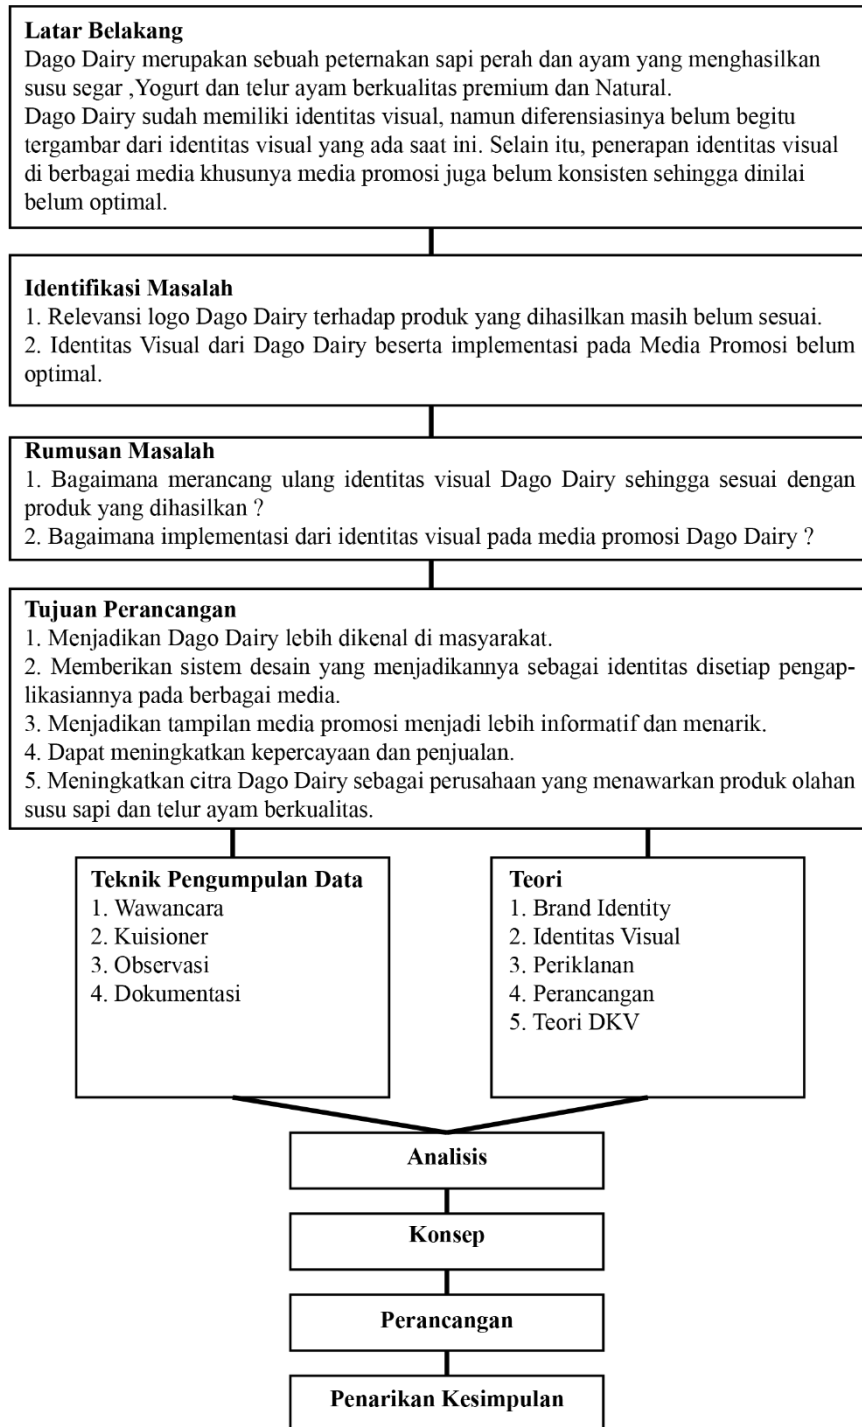 Latar Belakang
Dago Dairy merupakan sebuah peternakan sapi perah dan ayam yang menghasilkan
susu segar ,Yogurt dan telur ayam berkualitas premium dan Natural.
Dago Dairy sudah memiliki identitas visual, namun diferensiasinya belum begitu
tergambar dari identitas visual yang ada saat ini. Selain itu, penerapan identitas visual
di berbagai media khusunya media promosi juga belum konsisten sehingga dinilai
belum optimal.
Identifikasi Masalah
1. Relevansi logo Dago Dairy terhadap produk yang dihasilkan masih belum sesuai.
2. Identitas Visual dari Dago Dairy beserta implementasi pada Media Promosi belum
optimal.
Rumusan Masalah
1. Bagaimana merancang ulang identitas visual Dago Dairy sehingga sesuai dengan
produk yang dihasilkan ?
2. Bagaimana implementasi dari identitas visual pada media promosi Dago Dairy ?
Tujuan Perancangan
1. Menjadikan Dago Dairy lebih dikenal di masyarakat.
2. Memberikan sistem desain yang menjadikannya sebagai identitas disetiap pengap-
likasiannya pada berbagai media.
3. Menjadikan tampilan media promosi menjadi lebih informatif dan menarik.
4. Dapat meningkatkan kepercayaan dan penjualan.
5. Meningkatkan citra Dago Dairy sebagai perusahaan yang menawarkan produk olahan
susu sapi dan telur ayam berkualitas.
Teknik Pengumpulan Data
1. Wawancara
2. Kuisioner
3. Observasi
4. Dokumentasi
Teori
1. Brand Identity
2. Identitas Visual
3. Periklanan
4. Perancangan
5. Teori DKV
Analisis
Konsep
Perancangan
Penarikan Kesimpulan